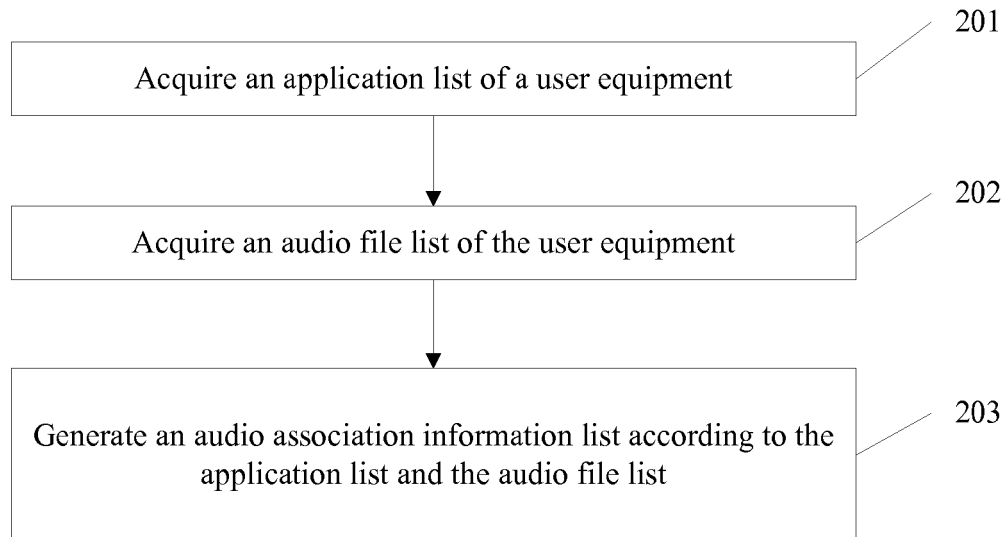 201
Acquire an application list of a user equipment
202
Acquire an audio file list of the user equipment
203
Generate an audio association information list according to the
application list and the audio file list